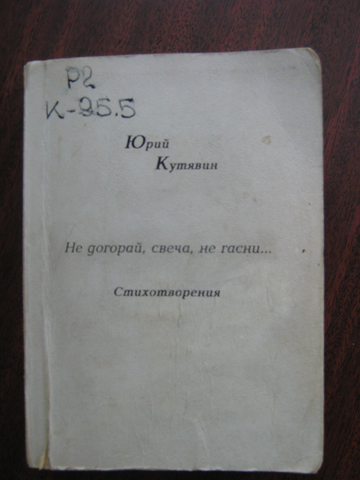 Р2
К-95.5
Юрий
Кутявин
Не догорай, свеча, не гасни...
Стихотворения